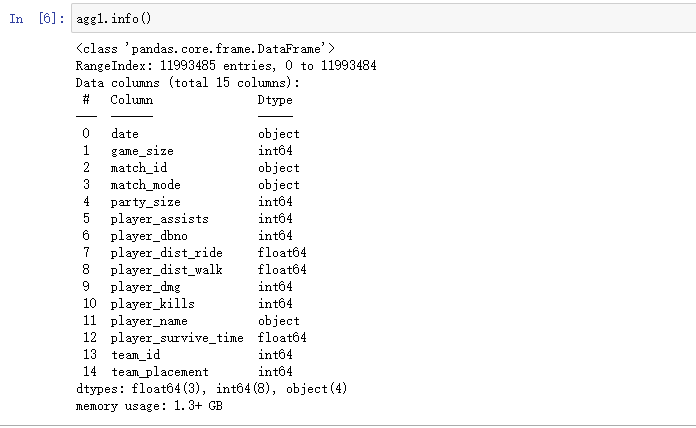 In [6]: agg1.info()
<class 'pandas.core.frame.DataFrame'>
RangeIndex: 11993485 entries, 0 to 11993484
Data columns (total 15 columns):
# Column Dtype
--- ------ -----
0 date object
1 game_size int64
2 match_id object
3 match_mode object
4 party_size int64
5 player_assists int64
6 player_dbno int64
7 player_dist_ride float64
8 player_dist_walk float64
9 player_dmg int64
10 player_kills int64
11 player_name object
12 player_survive_time float64
13 team_id int64
14 team_placement int64
dtypes: float64(3), int64(8), object(4)
memory usage: 1.3+ GB